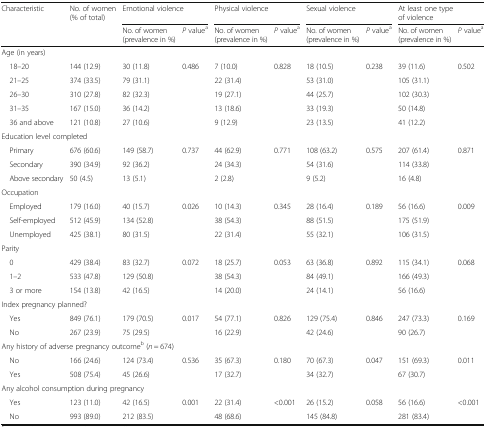 Characteristic No. of women (% of total) Emotional violence Physical violence Sexual violence At least one type of violence
No. of women (prevalence in %) P value^a No. of women (prevalence in %) P value^a No. of women (prevalence in %) P value^a No. of women (prevalence in %) P value^a
Age (in years)
18–20 144 (12.9) 30 (11.8) 0.486 7 (10.0) 0.828 18 (10.5) 0.238 39 (11.6) 0.502
21–25 374 (33.5) 79 (31.1) 22 (31.4) 53 (31.0) 105 (31.1)
26–30 310 (27.8) 82 (32.3) 19 (27.1) 44 (25.7) 102 (30.3)
31–35 167 (15.0) 36 (14.2) 13 (18.6) 33 (19.3) 50 (14.8)
36 and above 121 (10.8) 27 (10.6) 9 (12.9) 23 (13.5) 41 (12.2)
Education level completed
Primary 676 (60.6) 149 (58.7) 0.737 44 (62.9) 0.771 108 (63.2) 0.575 207 (61.4) 0.871
Secondary 390 (34.9) 92 (36.2) 24 (34.3) 54 (31.6) 114 (33.8)
Above secondary 50 (4.5) 13 (5.1) 2 (2.8) 9 (5.2) 16 (4.8)
Occupation
Employed 179 (16.0) 40 (15.7) 0.026 10 (14.3) 0.345 28 (16.4) 0.189 56 (16.6) 0.009
Self-employed 512 (45.9) 134 (52.8) 38 (54.3) 88 (51.5) 175 (51.9)
Unemployed 425 (38.1) 80 (31.5) 22 (31.4) 55 (32.1) 106 (31.5)
Parity
0 429 (38.4) 83 (32.7) 0.072 18 (25.7) 0.053 63 (36.8) 0.892 115 (34.1) 0.068
1–2 533 (47.8) 129 (50.8) 38 (54.3) 84 (49.1) 166 (49.3)
3 or more 154 (13.8) 42 (16.5) 14 (20.0) 24 (14.1) 56 (16.6)
Index pregnancy planned?
Yes 849 (76.1) 179 (70.5) 0.017 54 (77.1) 0.826 129 (75.4) 0.846 247 (73.3) 0.169
No 267 (23.9) 75 (29.5) 16 (22.9) 42 (24.6) 90 (26.7)
Any history of adverse pregnancy outcome^b (n = 674)
No 166 (24.6) 124 (73.4) 0.536 35 (67.3) 0.180 70 (67.3) 0.047 151 (69.3) 0.011
Yes 508 (75.4) 45 (26.6) 17 (32.7) 34 (32.7) 67 (30.7)
Any alcohol consumption during pregnancy
Yes 123 (11.0) 42 (16.5) 0.001 22 (31.4) <0.001 26 (15.2) 0.058 56 (16.6) <0.001
No 993 (89.0) 212 (83.5) 48 (68.6) 145 (84.8) 281 (83.4)